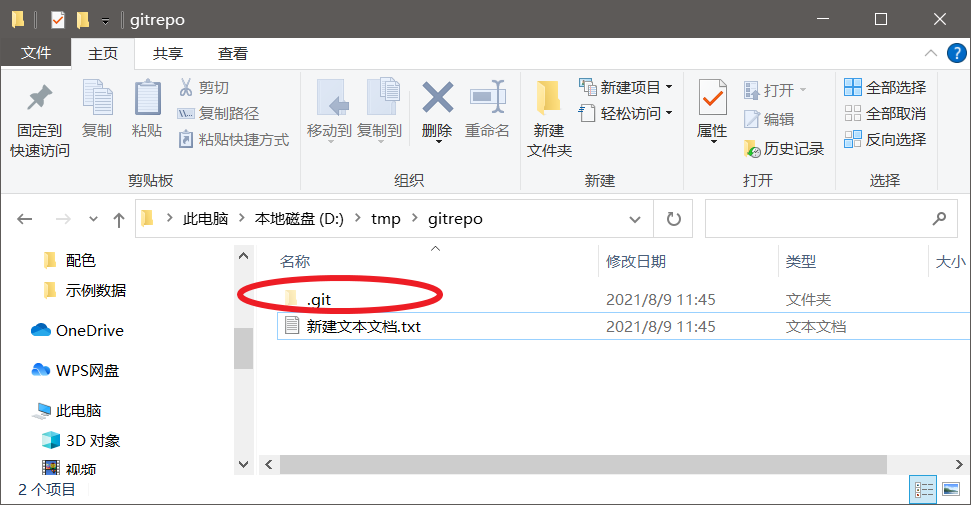 gitrepo
文件 主页 共享 查看
固定到
快速访问
复制
粘贴
剪切
复制路径
粘贴快捷方式
剪贴板
移动到
复制到
删除
重命名
组织
新建
文件夹
新建项目
轻松访问
新建
属性
打开
编辑
历史记录
打开
全部选择
全部取消
反向选择
选择
此电脑 本地磁盘 (D:) tmp gitrepo
配色
示例数据
OneDrive
WPS网盘
此电脑
3D 对象
视频
名称 修改日期 类型 大小
.git 2021/8/9 11:45 文件夹
新建文本文档.txt 2021/8/9 11:45 文本文档
2 个项目